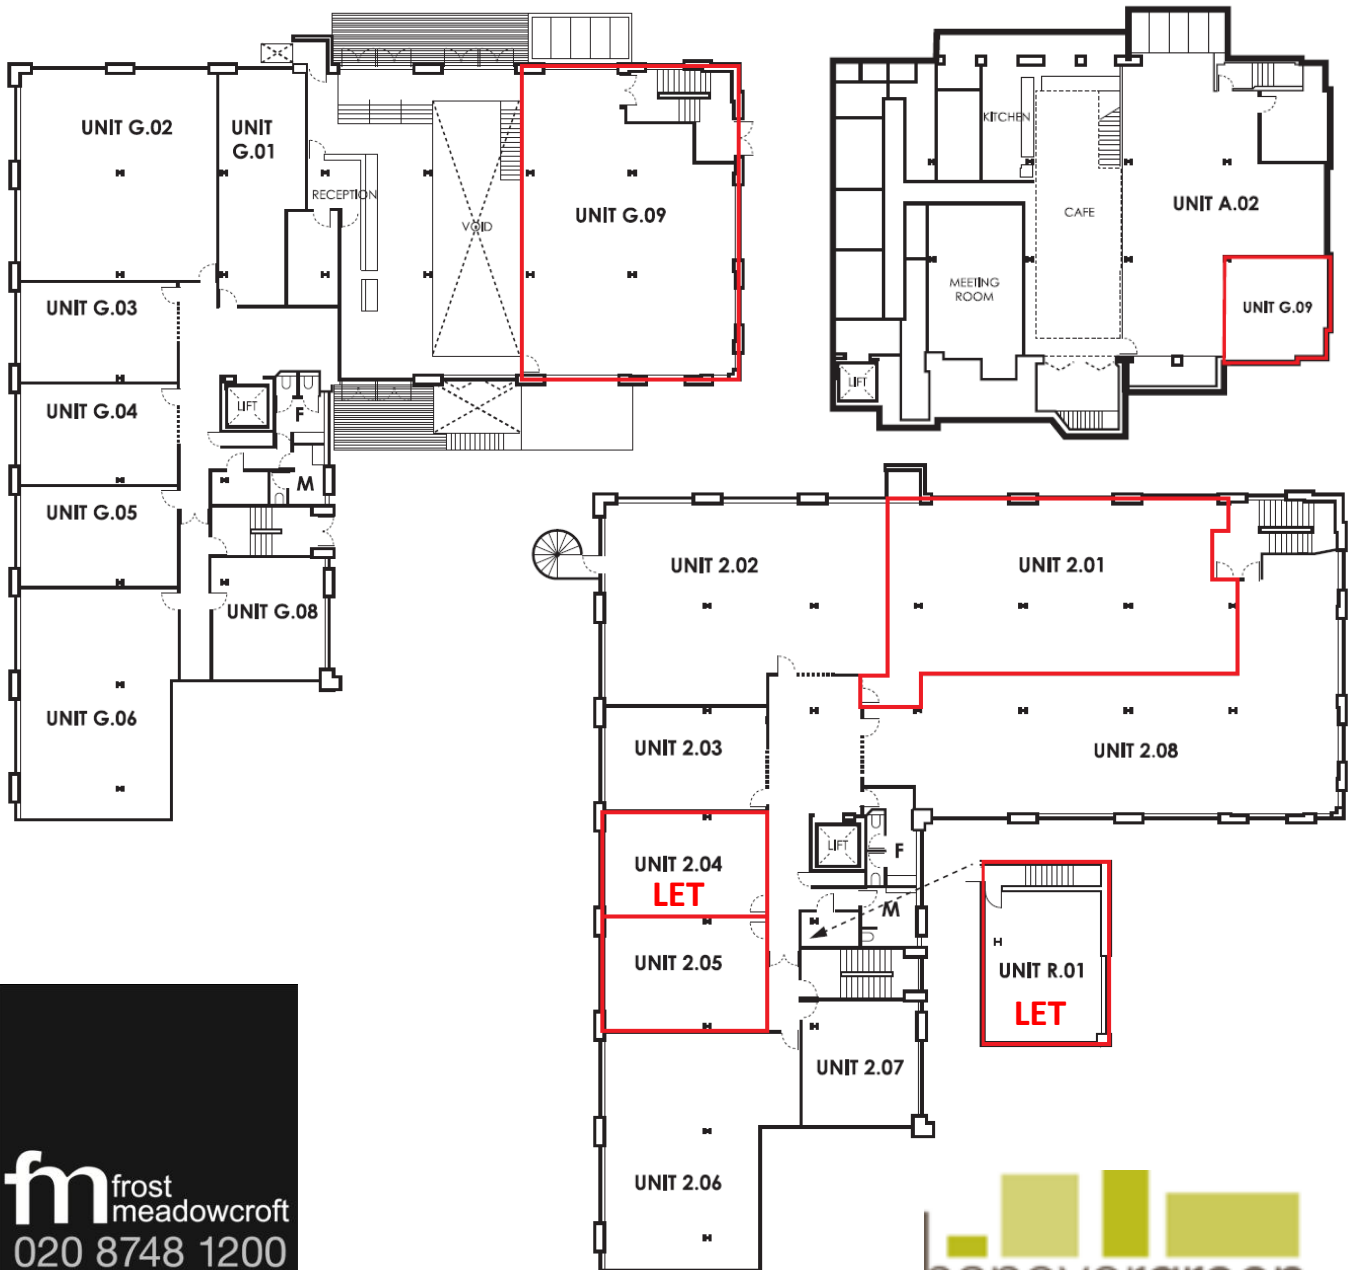 UNIT G.02
UNIT
G.01
RECEPTION
VOID
UNIT G.09
UNIT G.03
UNIT G.04
LIFT
F
M
UNIT G.05
UNIT G.08
UNIT G.06
KITCHEN
CAFE
UNIT A.02
MEETING
ROOM
UNIT G.09
LIFT
UNIT 2.02
UNIT 2.01
UNIT 2.03
UNIT 2.08
UNIT 2.04
LET
LIFT
F
M
UNIT 2.05
UNIT R.01
LET
UNIT 2.07
UNIT 2.06
fm frost
meadowcroft
020 8748 1200